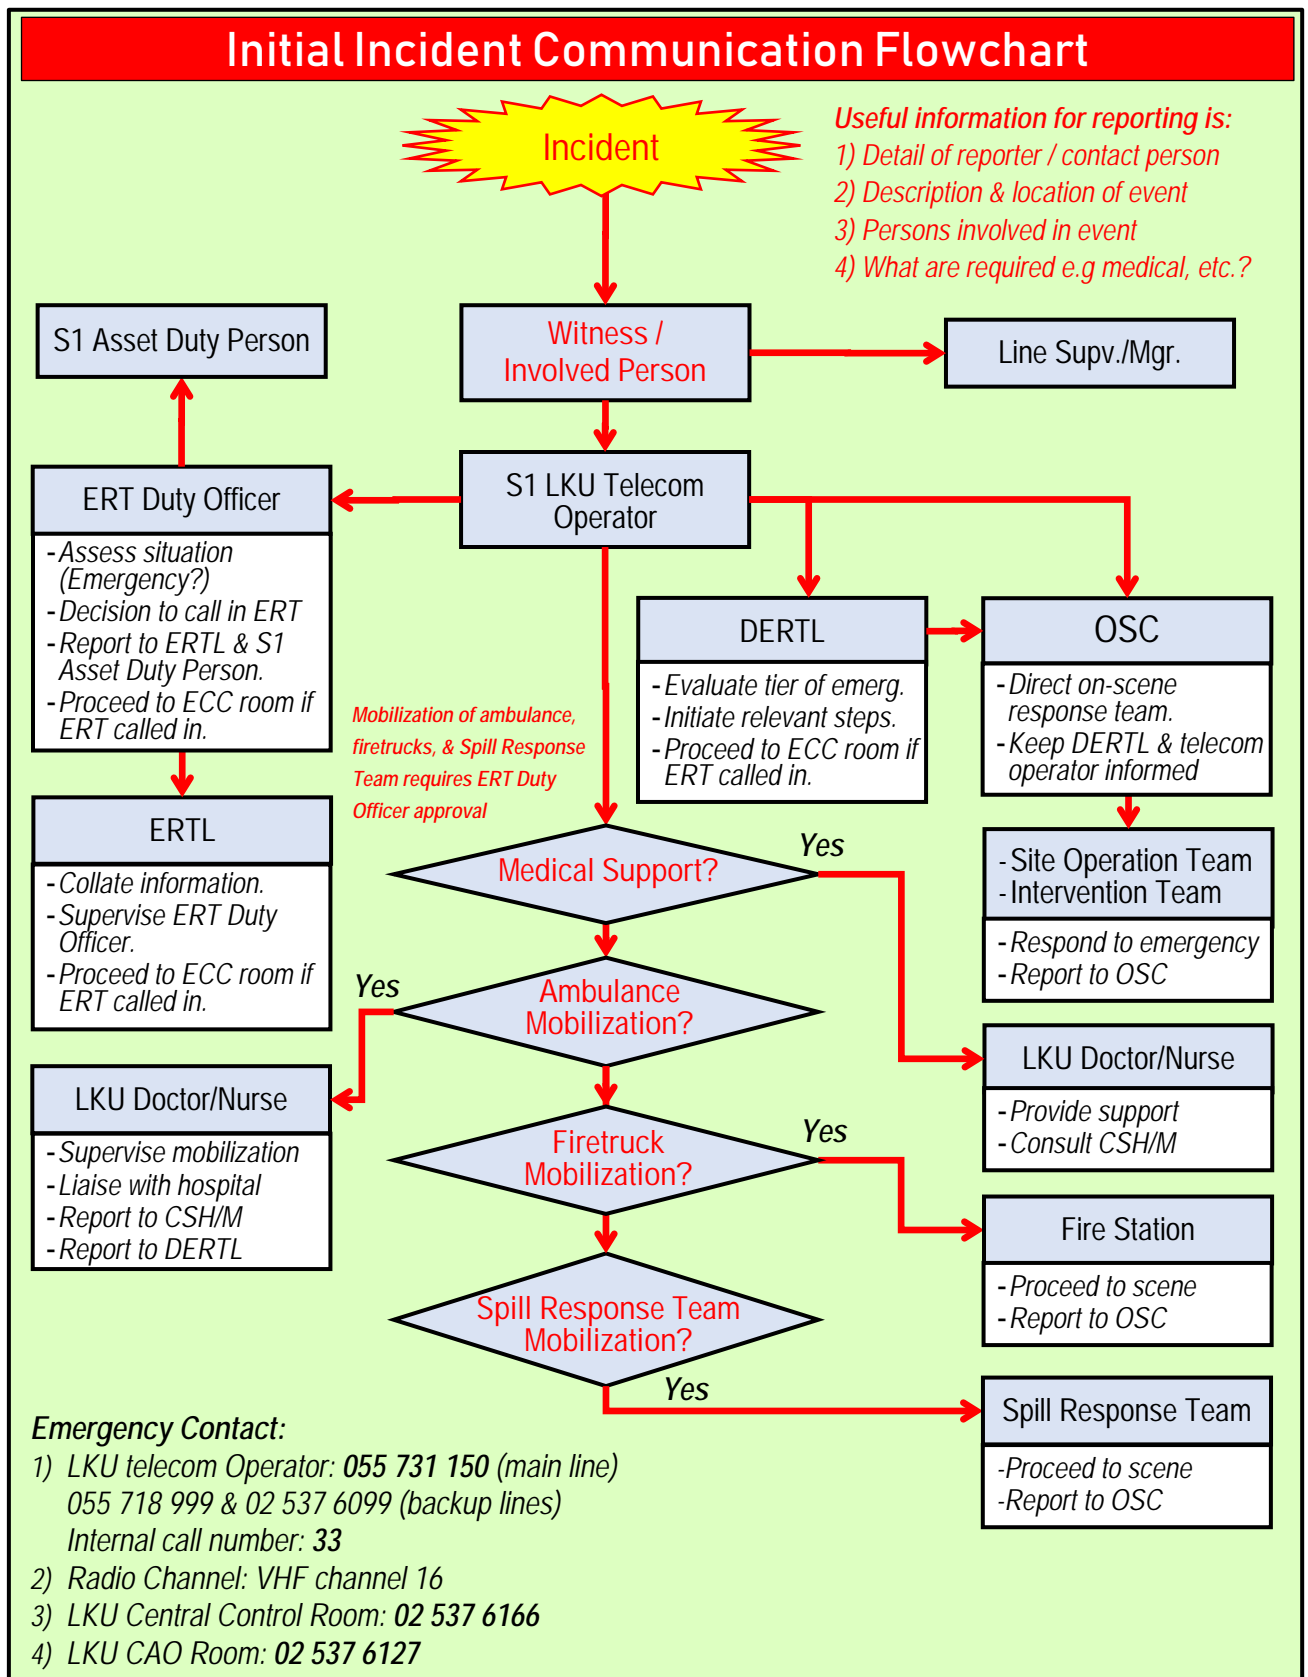 Initial Incident Communication Flowchart
Incident
Useful information for reporting is:
1) Detail of reporter / contact person
2) Description & location of event
3) Persons involved in event
4) What are required e.g medical, etc.?
S1 Asset Duty Person
Witness /
Involved Person
Line Supv./Mgr.
ERT Duty Officer
- Assess situation
(Emergency?)
- Decision to call in ERT
- Report to ERTL & S1
Asset Duty Person.
- Proceed to ECC room if
ERT called in.
S1 LKU Telecom
Operator
DERTL
- Evaluate tier of emerg.
- Initiate relevant steps.
- Proceed to ECC room if
ERT called in.
OSC
- Direct on-scene
response team.
- Keep DERTL & telecom
operator informed
Mobilization of ambulance,
firetrucks, & Spill Response
Team requires ERT Duty
Officer approval
ERTL
- Collate information.
- Supervise ERT Duty
Officer.
- Proceed to ECC room if
ERT called in.
Medical Support?
Yes
- Site Operation Team
- Intervention Team
- Respond to emergency
- Report to OSC
Ambulance
Mobilization?
Yes
LKU Doctor/Nurse
- Supervise mobilization
- Liaise with hospital
- Report to CSH/M
- Report to DERTL
LKU Doctor/Nurse
- Provide support
- Consult CSH/M
Firetruck
Mobilization?
Yes
Fire Station
- Proceed to scene
- Report to OSC
Spill Response Team
Mobilization?
Yes
Spill Response Team
-Proceed to scene
-Report to OSC
Emergency Contact:
1) LKU telecom Operator: 055 731 150 (main line)
055 718 999 & 02 537 6099 (backup lines)
Internal call number: 33
2) Radio Channel: VHF channel 16
3) LKU Central Control Room: 02 537 6166
4) LKU CAO Room: 02 537 6127